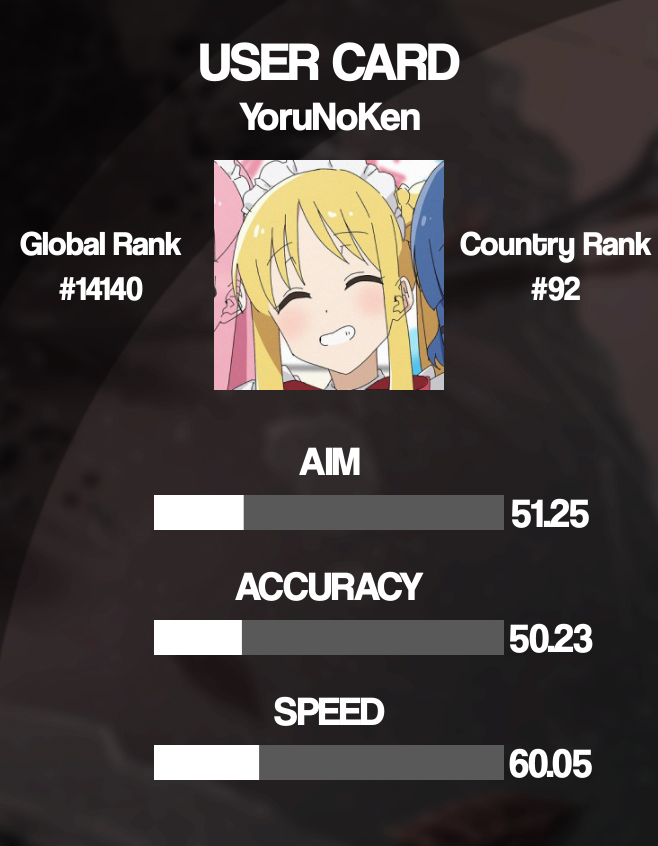 USER CARD
YoruNoKen
Global Rank
#14140
Country Rank
#92
AIM
51.25
ACCURACY
50.23
SPEED
60.05